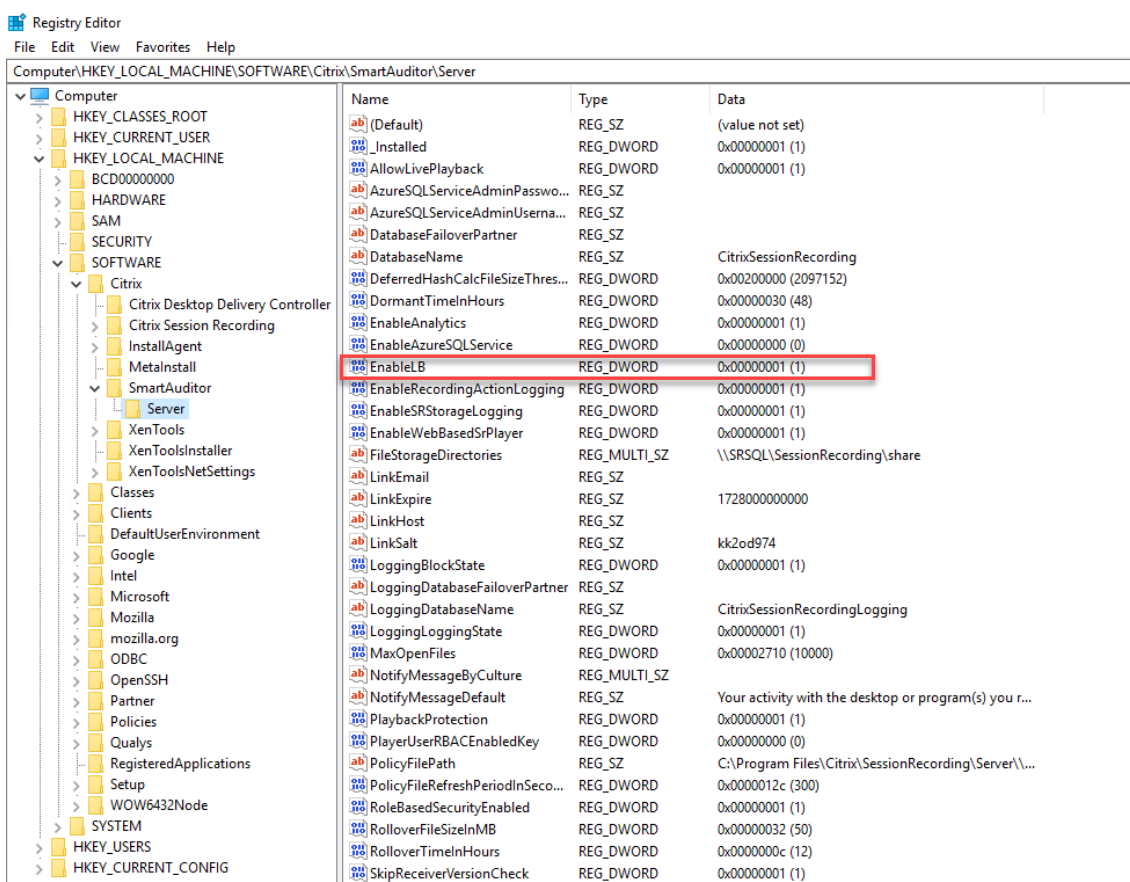 Registry Editor
File Edit View Favorites Help
Computer\HKEY_LOCAL_MACHINE\SOFTWARE\Citrix\SmartAuditor\Server
Computer
HKEY_CLASSES_ROOT
HKEY_CURRENT_USER
HKEY_LOCAL_MACHINE
BCD00000000
HARDWARE
SAM
SECURITY
SOFTWARE
Citrix
Citrix Desktop Delivery Controller
Citrix Session Recording
InstallAgent
MetaInstall
SmartAuditor
Server
XenTools
XenToolsInstaller
XenToolsNetSettings
Classes
Clients
DefaultUserEnvironment
Google
Intel
Microsoft
Mozilla
mozilla.org
ODBC
OpenSSH
Partner
Policies
Qualys
RegisteredApplications
Setup
WOW6432Node
SYSTEM
HKEY_USERS
HKEY_CURRENT_CONFIG
Name Type Data
(Default) REG_SZ (value not set)
_Installed REG_DWORD 0x00000001 (1)
AllowLivePlayback REG_DWORD 0x00000001 (1)
AzureSQLServiceAdminPasswo... REG_SZ
AzureSQLServiceAdminUserna... REG_SZ
DatabaseFailoverPartner REG_SZ
DatabaseName REG_SZ CitrixSessionRecording
DeferredHashCalcFileSizeThres... REG_DWORD 0x00200000 (2097152)
DormantTimeInHours REG_DWORD 0x00000030 (48)
EnableAnalytics REG_DWORD 0x00000001 (1)
EnableAzureSQLService REG_DWORD 0x00000000 (0)
EnableLB REG_DWORD 0x00000001 (1)
EnableRecordingActionLogging REG_DWORD 0x00000001 (1)
EnableSRStorageLogging REG_DWORD 0x00000001 (1)
EnableWebBasedSrPlayer REG_DWORD 0x00000001 (1)
FileStorageDirectories REG_MULTI_SZ \\SRSQL\SessionRecording\share
LinkEmail REG_SZ
LinkExpire REG_SZ 1728000000000
LinkHost REG_SZ
LinkSalt REG_SZ kk2od974
LoggingBlockState REG_DWORD 0x00000001 (1)
LoggingDatabaseFailoverPartner REG_SZ
LoggingDatabaseName REG_SZ CitrixSessionRecordingLogging
LoggingLoggingState REG_DWORD 0x00000001 (1)
MaxOpenFiles REG_DWORD 0x00002710 (10000)
NotifyMessageByCulture REG_MULTI_SZ
NotifyMessageDefault REG_SZ Your activity with the desktop or program(s) you r...
PlaybackProtection REG_DWORD 0x00000001 (1)
PlayerUserRBACEnabledKey REG_DWORD 0x00000000 (0)
PolicyFilePath REG_SZ C:\Program Files\Citrix\SessionRecording\Server\\...
PolicyFileRefreshPeriodInSeco... REG_DWORD 0x0000012c (300)
RoleBasedSecurityEnabled REG_DWORD 0x00000001 (1)
RolloverFileSizeInMB REG_DWORD 0x00000032 (50)
RolloverTimeInHours REG_DWORD 0x0000000c (12)
SkipReceiverVersionCheck REG_DWORD 0x00000001 (1)